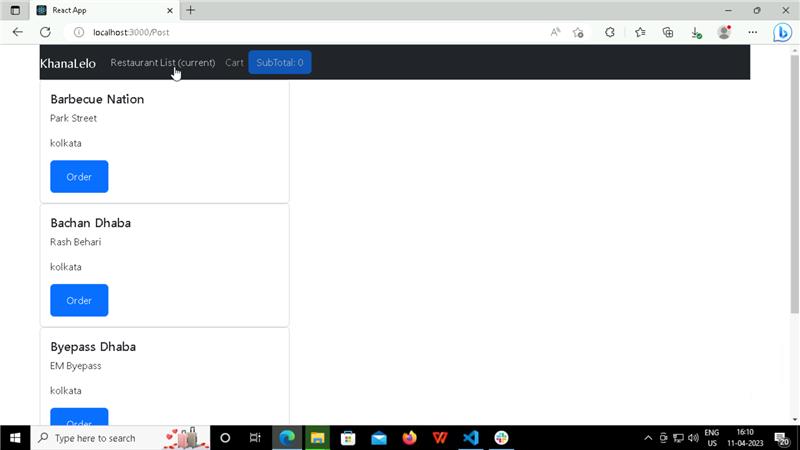 React App
localhost:3000/Post
KhanaLelo Restaurant List (current) Cart SubTotal: 0
Barbecue Nation
Park Street
kolkata
Order
Bachan Dhaba
Rash Behari
kolkata
Order
Byepass Dhaba
EM Byepass
kolkata
Order
Type here to search
ENG
US
16:10
11-04-2023
20